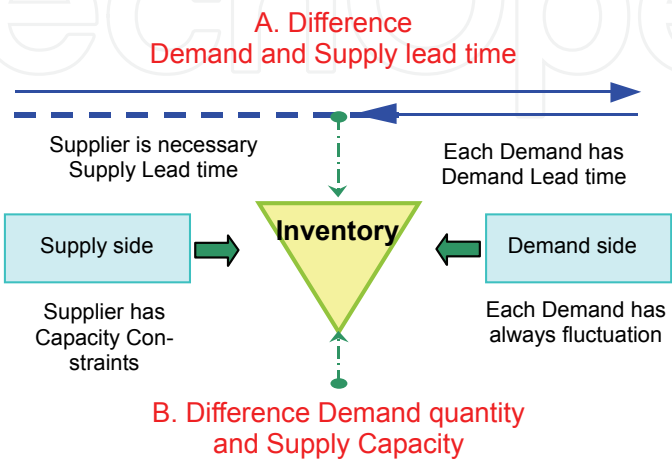 A. Difference
Demand and Supply lead time
Supplier is necessary
Supply Lead time
Each Demand has
Demand Lead time
Supply side
Inventory
Demand side
Supplier has
Capacity Con-
straints
Each Demand has
always fluctuation
B. Difference Demand quantity
and Supply Capacity